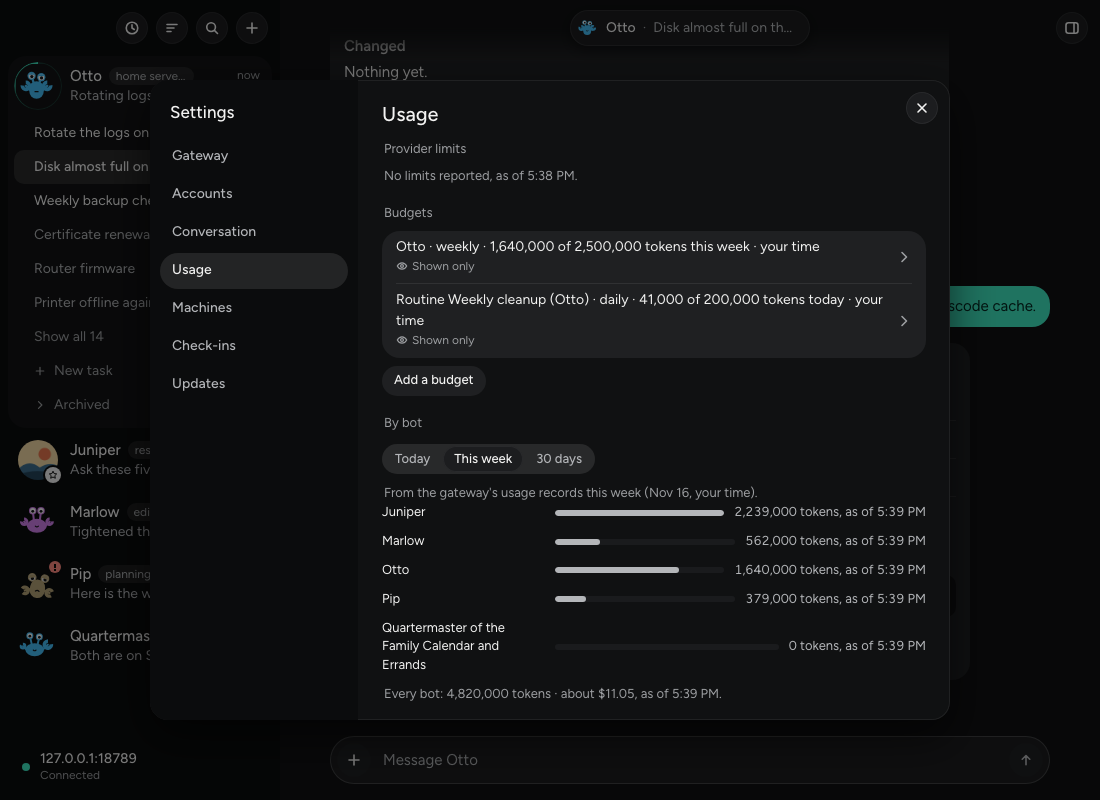 Otto · Disk almost full on th...
Changed
Nothing yet.
Otto home serve... now
Rotating logs
Rotate the logs on
Disk almost full on
Weekly backup che
Certificate renewa
Router firmware
Printer offline again
Show all 14
+ New task
Archived
Juniper res
Ask these fiv
Marlow edi
Tightened th
Pip planning
Here is the w
Quartermas
Both are on S
127.0.0.1:18789
Connected
Settings
Gateway
Accounts
Conversation
Usage
Machines
Check-ins
Updates
Usage
Provider limits
No limits reported, as of 5:38 PM.
Budgets
Otto · weekly · 1,640,000 of 2,500,000 tokens this week · your time
Shown only
Routine Weekly cleanup (Otto) · daily · 41,000 of 200,000 tokens today · your
time
Shown only
Add a budget
By bot
Today This week 30 days
From the gateway's usage records this week (Nov 16, your time).
Juniper 2,239,000 tokens, as of 5:39 PM
Marlow 562,000 tokens, as of 5:39 PM
Otto 1,640,000 tokens, as of 5:39 PM
Pip 379,000 tokens, as of 5:39 PM
Quartermaster of the
Family Calendar and
Errands
0 tokens, as of 5:39 PM
Every bot: 4,820,000 tokens · about $11.05, as of 5:39 PM.
scode cache.
Message Otto